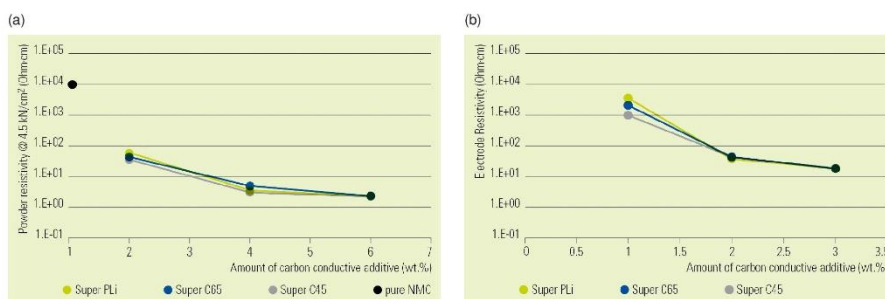 (a)
(b)
Powder resistivity @ 4.5 kN/cm² (Ohm·cm)
1.E+05
1.E+04
1.E+03
1.E+02
1.E+01
1.E+00
1.E-01
1 2 3 4 5 6 7
Amount of carbon conductive additive (wt.%)
Super PLi Super C65 Super C45 pure NMC
Electrode Resistivity (Ohm·cm)
1.E+05
1.E+04
1.E+03
1.E+02
1.E+01
1.E+00
1.E-01
0 0.5 1 1.5 2 2.5 3 3.5
Amount of carbon conductive additive (wt.%)
Super PLi Super C65 Super C45